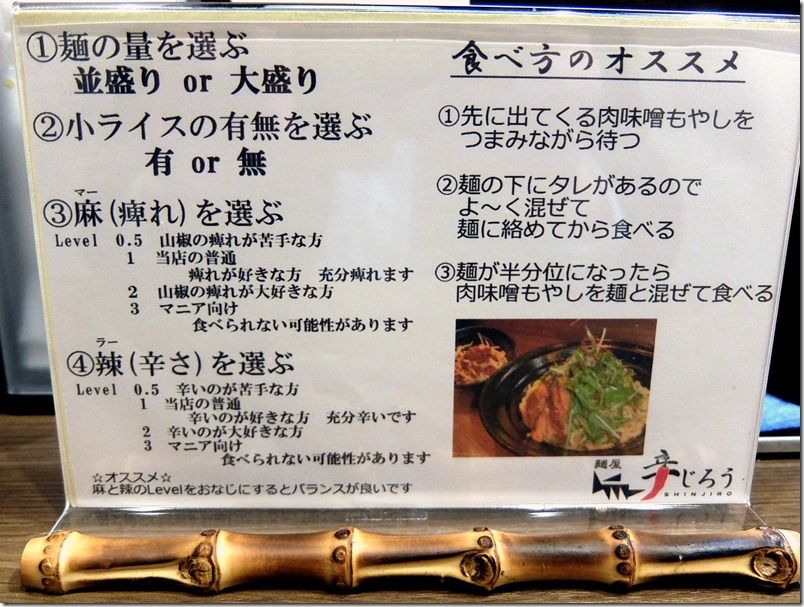 ①麺の量を選ぶ
並盛り or 大盛り
②小ライスの有無を選ぶ
有 or 無
マー
③麻(痺れ)を選ぶ
Level 0.5 山椒の痺れが苦手な方
1 当店の普通
痺れが好きな方 充分痺れます
2 山椒の痺れが大好きな方
3 マニア向け
食べられない可能性があります
ラー
④辣(辛さ)を選ぶ
Level 0.5 辛いのが苦手な方
1 当店の普通
辛いのが好きな方 充分辛いです
2 辛いのが大好きな方
3 マニア向け
食べられない可能性があります
☆オススメ☆
麻と辣のLevelをおなじにするとバランスが良いです
食べ方のオススメ
①先に出てくる肉味噌もやしを
つまみながら待つ
②麺の下にタレがあるので
よ～く混ぜて
麺に絡めてから食べる
③麺が半分位になったら
肉味噌もやしを麺と混ぜて食べる
麺屋
辛じろう
SHINJIRO